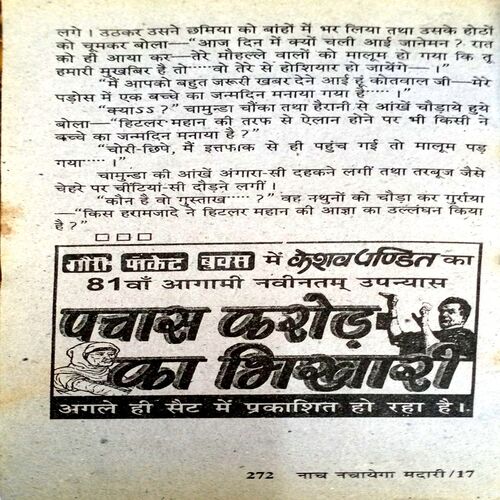 लगे । उठकर उसने छमिया को बांहों में भर लिया तथा उसके होठों
को चूमकर बोला—“आज दिन में क्यों चली आई जानेमन ? रात
को ही आया कर—तेरे मौहल्ले वालों को मालूम हो गया कि तू
हमारी मुखबिर है तो·····वो तेरे से होशियार हो जायेंगे—।”
“मैं आपको बहुत जरूरी खबर देने आई हूं कोतवाल जी—मेरे
पड़ोस में एक बच्चे का जन्मदिन मनाया गया है·····।”
“क्याऽऽऽ ?” चामुन्डा चौंका तथा हैरानी से आंखें चौड़ाये हुये
बोला—“हिटलर महान की तरफ से ऐलान होने पर भी किसी ने
बच्चे का जन्मदिन मनाया है ?”
“चोरी-छिपे, मैं इत्तफाक से ही पहुंच गई तो मालूम पड़
गया·····।”
चामुन्डा की आंखें अंगारा-सी दहकने लगीं तथा तरबूज जैसे
चेहरे पर चींटियां-सी दौड़ने लगीं ।
“कौन है वो गुस्ताख·····?” वह नथुनों को चौड़ा कर गुर्राया
—“किस हरामजादे ने हिटलर महान की आज्ञा का उल्लंघन किया
है ?”
□□□
गौरी पॉकेट बुक्स में केशव पण्डित का
81वाँ आगामी नवीनतम् उपन्यास
पचास करोड़
का भिखारी
अगले ही सैट में प्रकाशित हो रहा है।
272 नाच नचायेगा मदारी/17